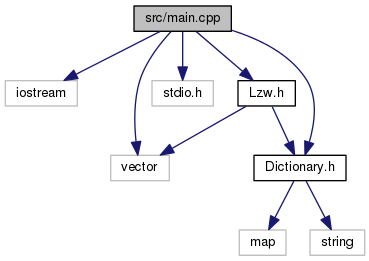 src/main.cpp
iostream
stdio.h
Lzw.h
vector
Dictionary.h
map
string